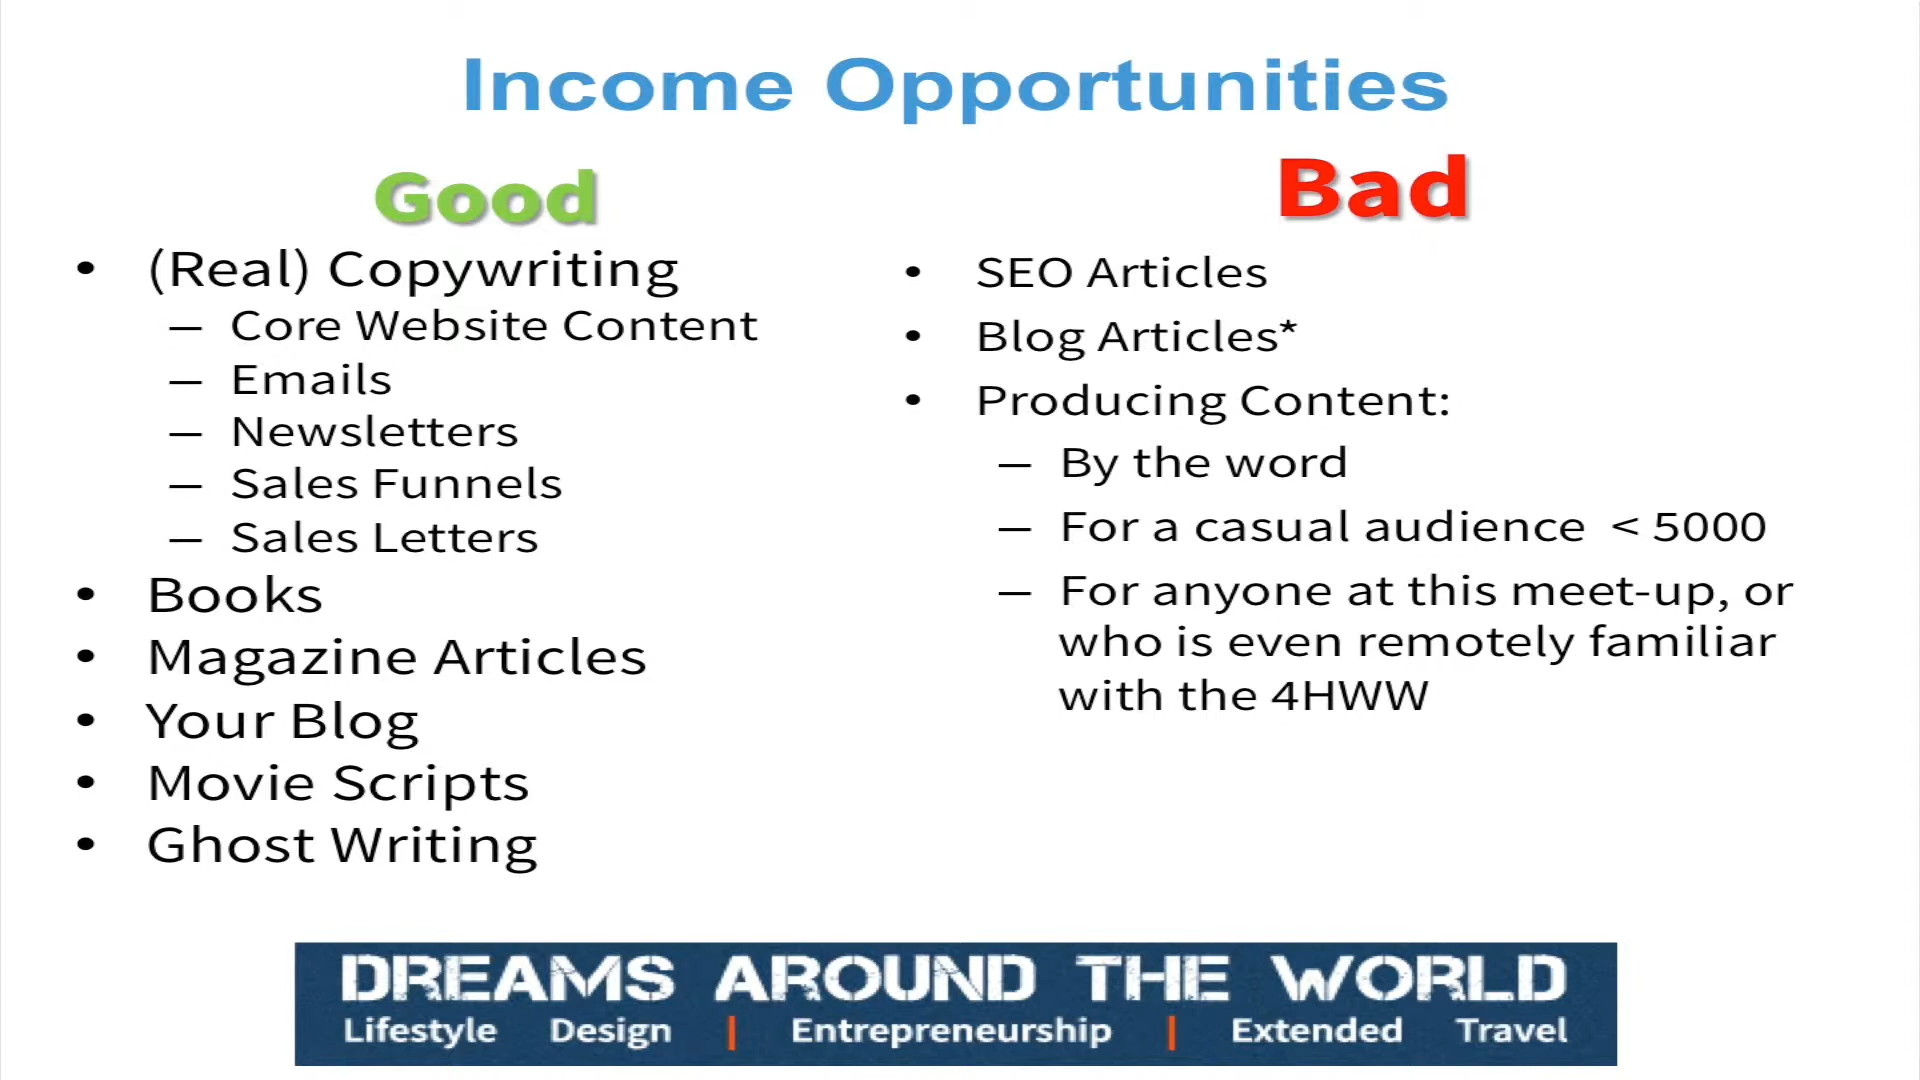 Income Opportunities
Good
• (Real) Copywriting
– Core Website Content
– Emails
– Newsletters
– Sales Funnels
– Sales Letters
• Books
• Magazine Articles
• Your Blog
• Movie Scripts
• Ghost Writing
Bad
• SEO Articles
• Blog Articles*
• Producing Content:
– By the word
– For a casual audience < 5000
– For anyone at this meet-up, or
who is even remotely familiar
with the 4HWW
DREAMS AROUND THE WORLD
Lifestyle Design | Entrepreneurship | Extended Travel